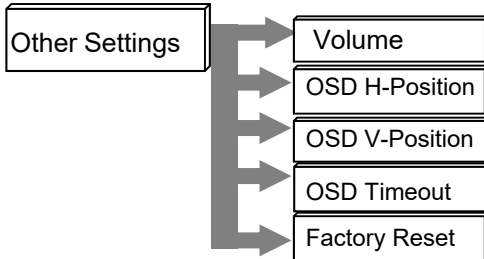 Other Settings
Volume
OSD H-Position
OSD V-Position
OSD Timeout
Factory Reset